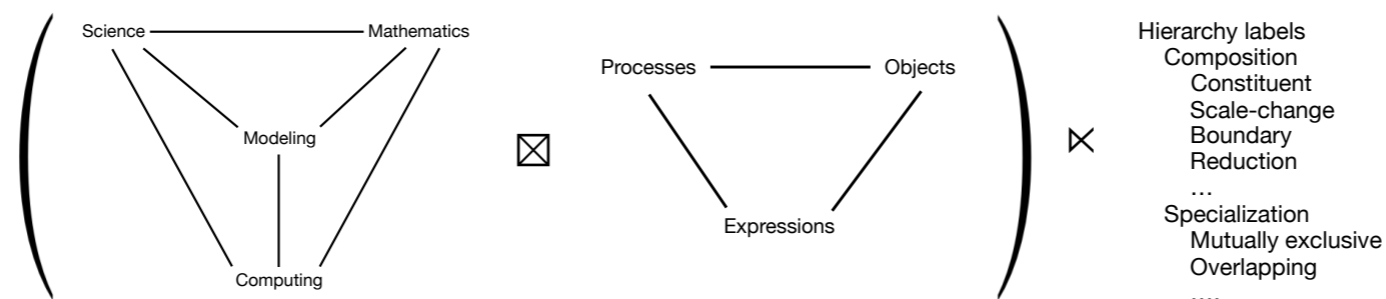 Science
Mathematics
Modeling
Computing
Processes
Objects
Expressions
Hierarchy labels
Composition
Constituent
Scale-change
Boundary
Reduction
...
Specialization
Mutually exclusive
Overlapping
....